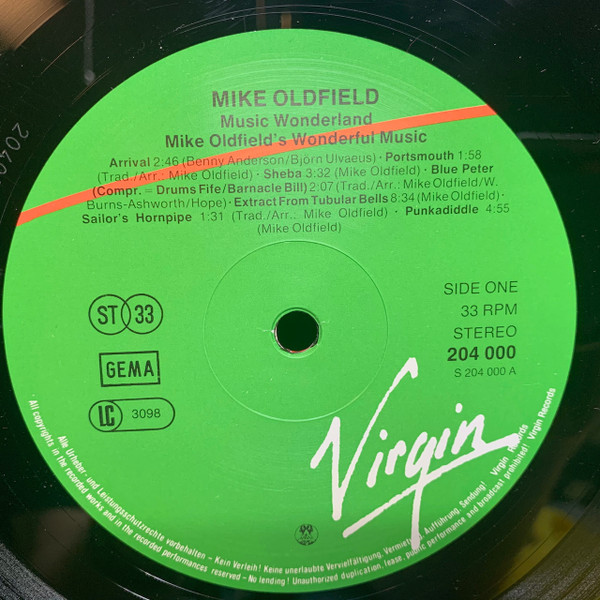 MIKE OLDFIELD
Music Wonderland
Mike Oldfield's Wonderful Music
Arrival 2:46 (Benny Anderson/Björn Ulvaeus) · Portsmouth 1:58
(Trad./Arr.: Mike Oldfield) · Sheba 3:32 (Mike Oldfield) · Blue Peter
(Compr. = Drums Fife/Barnacle Bill) 2:07 (Trad./Arr.: Mike Oldfield/W.
Burns-Ashworth/Hope) · Extract From Tubular Bells 8:34 (Mike Oldfield) ·
Sailor's Hornpipe 1:31 (Trad./Arr.: Mike Oldfield) · Punkadiddle 4:55
(Mike Oldfield)
ST 33
GEMA
LC 3098
SIDE ONE
33 RPM
STEREO
204 000
S 204 000 A
Virgin
Alle Urheber- und Leistungsschutzrechte vorbehalten – Kein Verleih! Keine unerlaubte Vervielfältigung, Vermietung, Aufführung, Sendung! Virgin Records
All copyrights in the recorded works and in the recorded performances reserved – No lending! Unauthorized duplication, lease, public performance and broadcast prohibited! Virgin Records